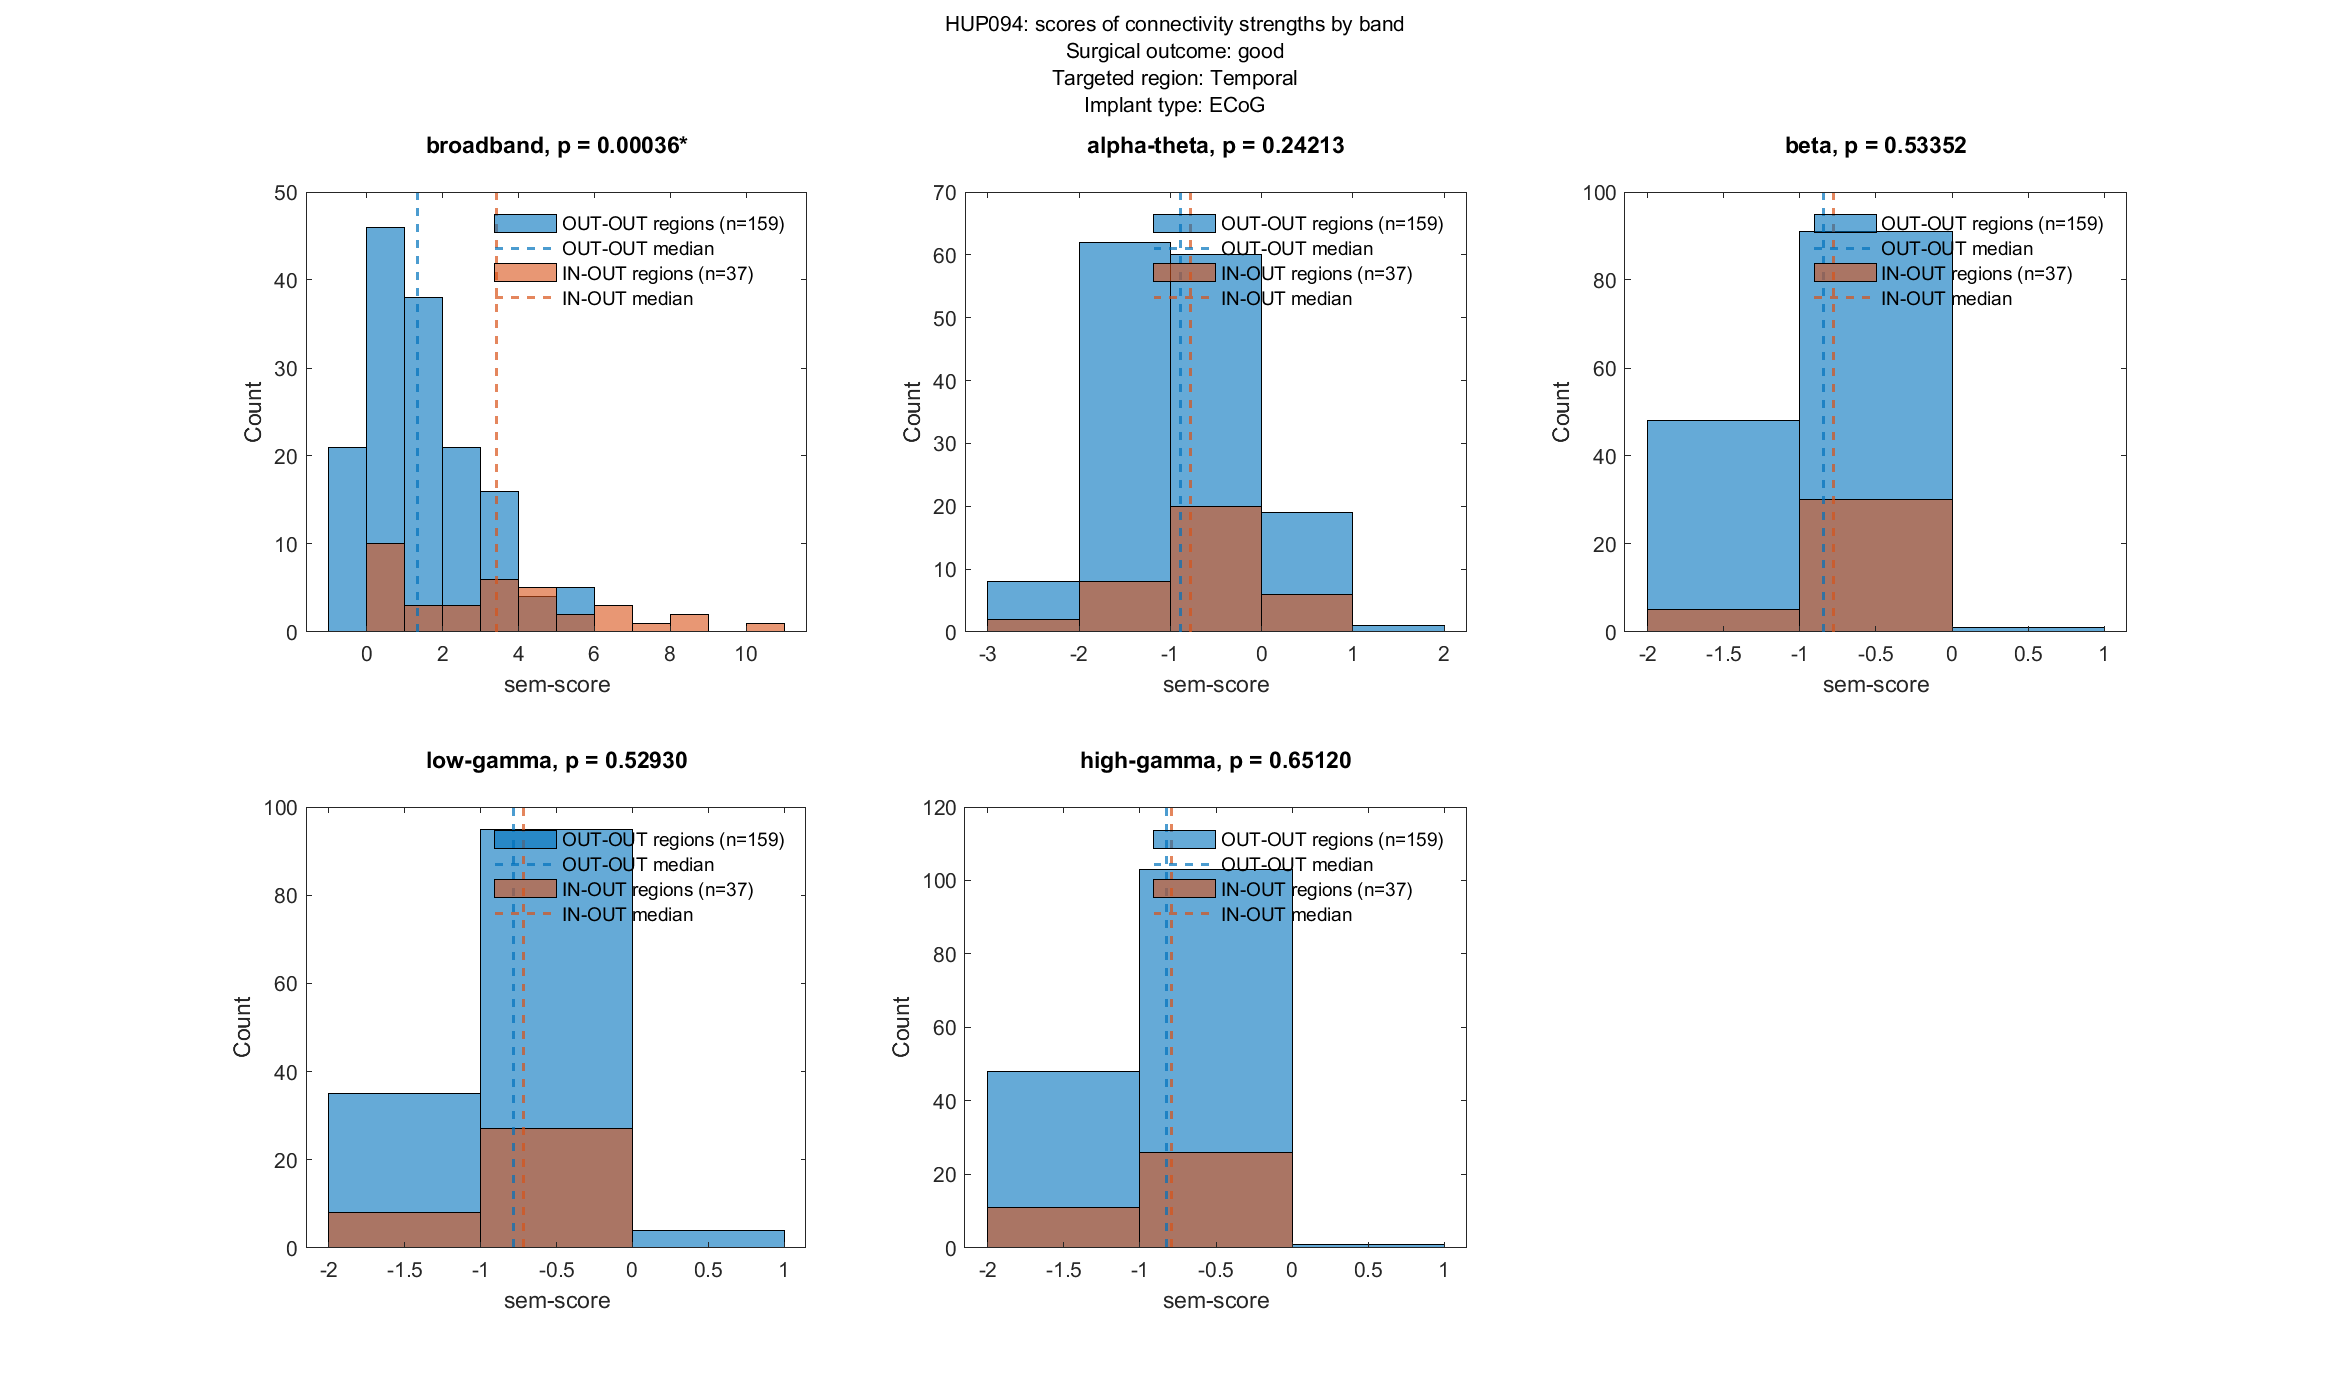 HUP094: scores of connectivity strengths by band
Surgical outcome: good
Targeted region: Temporal
Implant type: ECoG
broadband, p = 0.00036*
50
40
30
20
10
0
Count
0 2 4 6 8 10
sem-score
OUT-OUT regions (n=159)
OUT-OUT median
IN-OUT regions (n=37)
IN-OUT median
alpha-theta, p = 0.24213
70
60
50
40
30
20
10
0
Count
-3 -2 -1 0 1 2
sem-score
OUT-OUT regions (n=159)
OUT-OUT median
IN-OUT regions (n=37)
IN-OUT median
beta, p = 0.53352
100
80
60
40
20
0
Count
-2 -1.5 -1 -0.5 0 0.5 1
sem-score
OUT-OUT regions (n=159)
OUT-OUT median
IN-OUT regions (n=37)
IN-OUT median
low-gamma, p = 0.52930
100
80
60
40
20
0
Count
-2 -1.5 -1 -0.5 0 0.5 1
sem-score
OUT-OUT regions (n=159)
OUT-OUT median
IN-OUT regions (n=37)
IN-OUT median
high-gamma, p = 0.65120
120
100
80
60
40
20
0
Count
-2 -1.5 -1 -0.5 0 0.5 1
sem-score
OUT-OUT regions (n=159)
OUT-OUT median
IN-OUT regions (n=37)
IN-OUT median